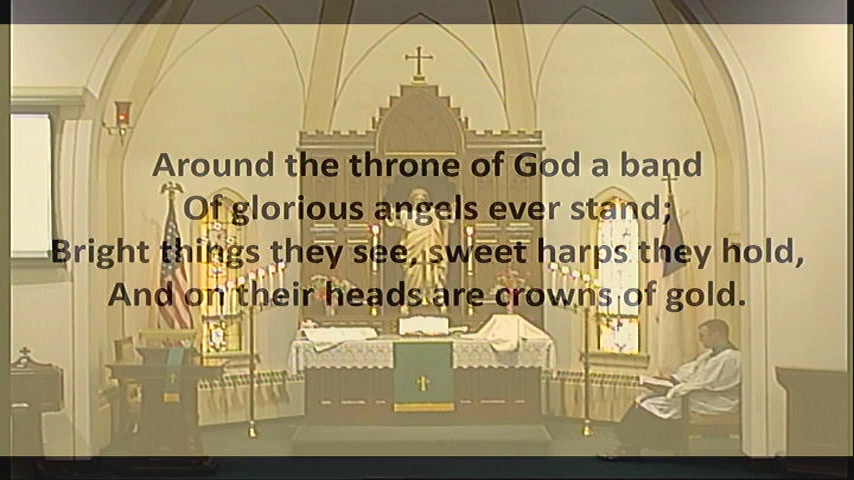 Around the throne of God a band
Of glorious angels ever stand;
Bright things they see, sweet harps they hold,
And on their heads are crowns of gold.